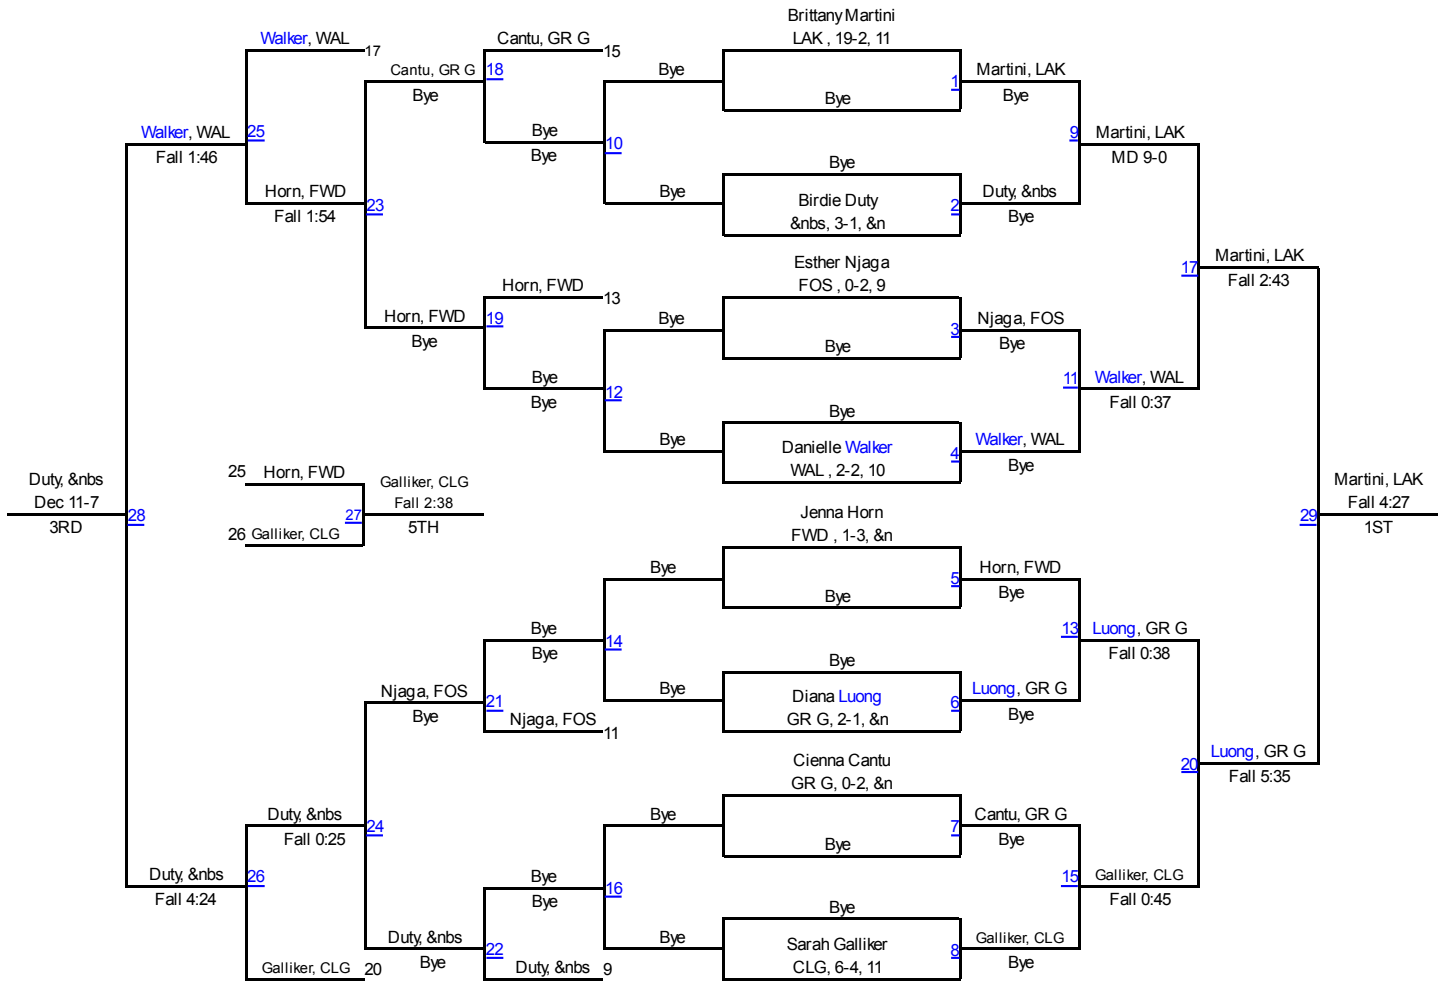 Brittany Martini
LAK , 19-2, 11
Walker, WAL
17
Cantu, GR G
15
Cantu, GR G
18
Bye
Bye
1
Martini, LAK
Bye
Bye
Walker, WAL
25
Fall 1:46
Bye
10
Bye
9
Martini, LAK
MD 9-0
Bye
Horn, FWD
23
Fall 1:54
Bye
Birdie Duty
&nbs, 3-1, &n
2
Duty, &nbs
Bye
Esther Njaga
FOS , 0-2, 9
17
Martini, LAK
Fall 2:43
Horn, FWD
13
Horn, FWD
19
Bye
Bye
3
Njaga, FOS
Bye
Bye
Bye
12
Bye
11
Walker, WAL
Fall 0:37
Bye
Bye
Danielle Walker
WAL , 2-2, 10
4
Walker, WAL
Bye
Duty, &nbs
Dec 11-7
28
3RD
25
Horn, FWD
27
26
Galliker, CLG
Galliker, CLG
Fall 2:38
5TH
Martini, LAK
Fall 4:27
29
1ST
Jenna Horn
FWD , 1-3, &n
Bye
5
Horn, FWD
Bye
Bye
Bye
14
Bye
13
Luong, GR G
Fall 0:38
Bye
Njaga, FOS
21
Bye
Bye
Diana Luong
GR G, 2-1, &n
6
Luong, GR G
Bye
Njaga, FOS
11
Cienna Cantu
GR G, 0-2, &n
20
Luong, GR G
Fall 5:35
Duty, &nbs
24
Fall 0:25
Bye
7
Cantu, GR G
Bye
Bye
Duty, &nbs
26
Fall 4:24
Bye
16
Bye
15
Galliker, CLG
Fall 0:45
Bye
Duty, &nbs
22
Bye
Bye
Sarah Galliker
CLG, 6-4, 11
8
Galliker, CLG
Bye
Galliker, CLG
20
Duty, &nbs
9